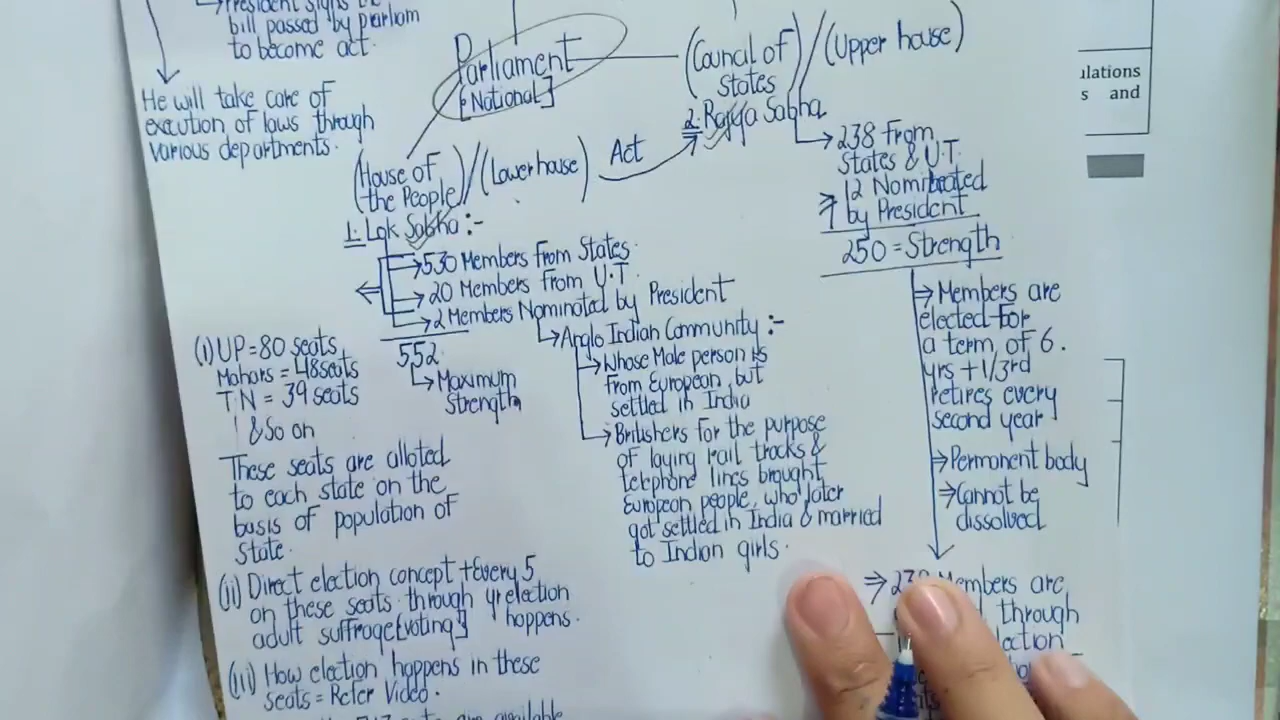 President signs
bill passed by parliam
to become act.
He will take care of
execution of laws through
various departments.
Parliament
[National]
(Council of
States)
/(Upper house)
2. Rajya Sabha
238 From
States & U.T.
12 Nominated
by President
250 = Strength
(House of
the People)
/(Lower house)
Act
1. Lok Sabha :-
530 Members From States.
20 Members from U.T.
2 Members Nominated by President
552
Maximum
Strength
Anglo Indian Community :-
Whose Male person is
from European, but
settled in India
Britishers for the purpose
of laying rail tracks &
telephone lines brought
European people, who later
got settled in India & married
to Indian girls.
(i) UP = 80 seats
Mahars = 48 seats
TN = 39 seats
& So on
These seats are alloted
to each state on the
basis of population of
State.
(ii) Direct election concept + Every 5
on these seats through yr election
adult suffrage [voting] happens.
(iii) How election happens in these
seats = Refer Video.
are available
⇒ Members are
elected for
a term of 6.
yrs + 1/3rd
retires every
second year
⇒ Permanent body
⇒ Cannot be
dissolved
⇒ 238 Members are
through
election
ulations
s and